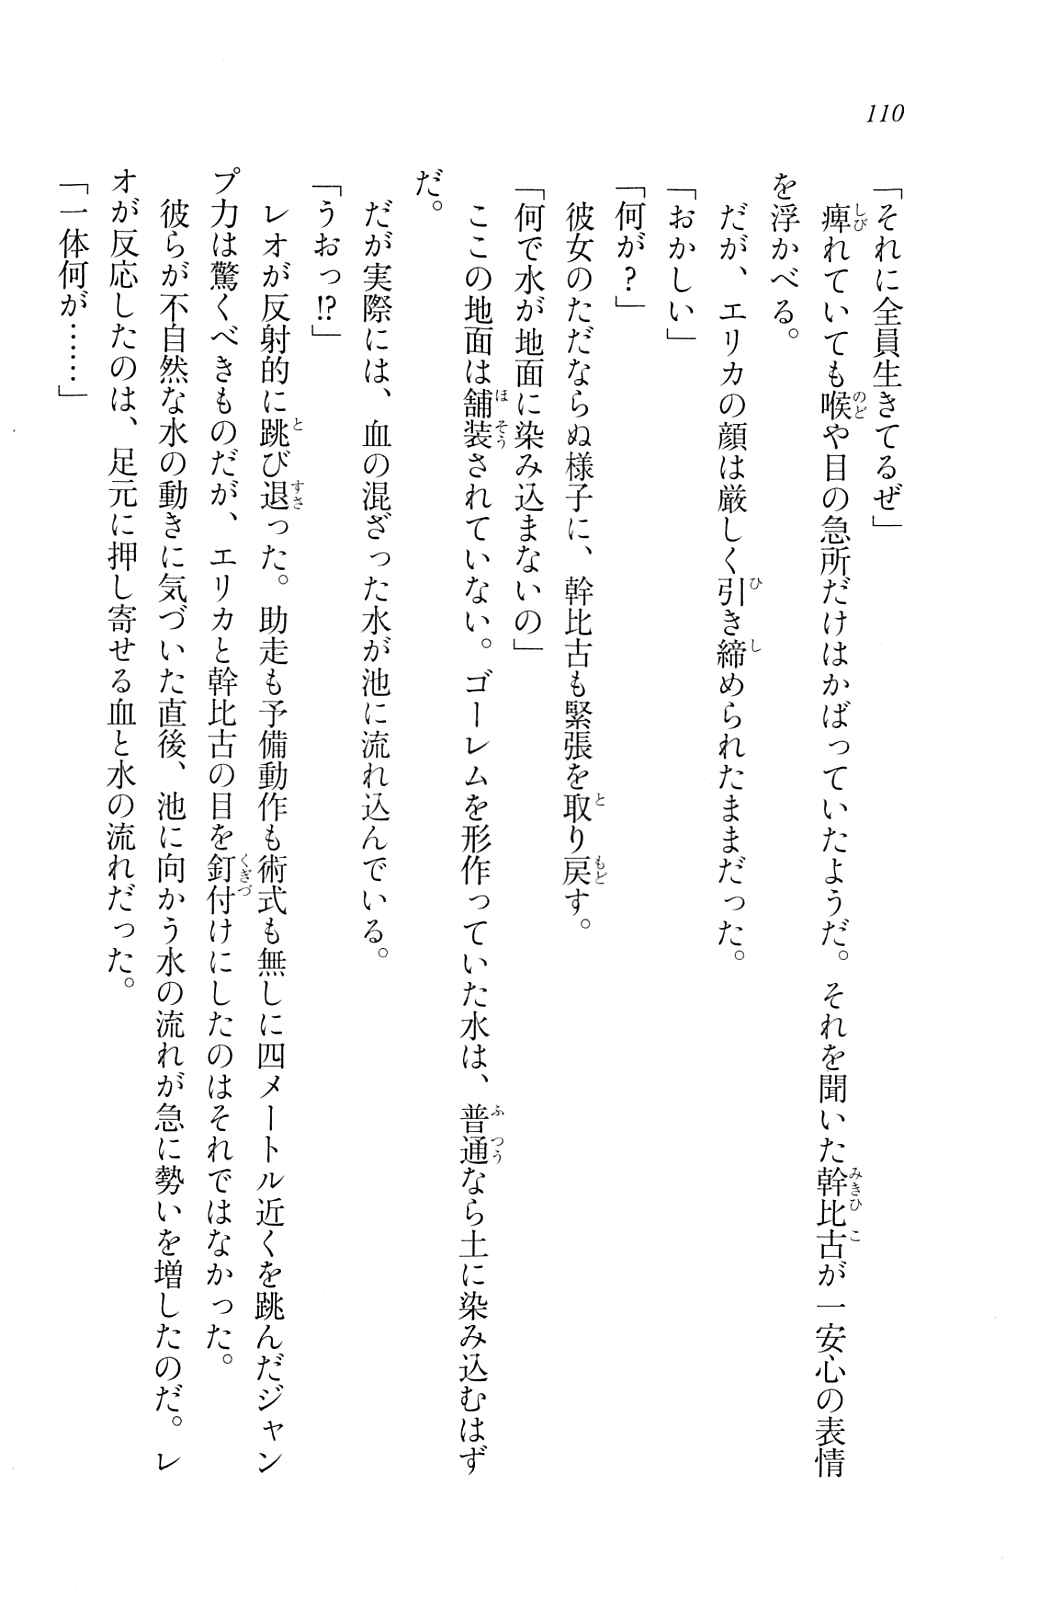 110
「それに全員生きてるぜ」
痺れていても喉や目の急所だけはかばっていたようだ。それを聞いた幹比古が一安心の表情
を浮かべる。
だが、エリカの顔は厳しく引き締められたままだった。
「おかしい」
「何が?」
彼女のただならぬ様子に、幹比古も緊張を取り戻す。
「何で水が地面に染み込まないの」
ここの地面は舗装されていない。ゴーレムを形作っていた水は、普通なら土に染み込むはず
だ。
だが実際には、血の混ざった水が池に流れ込んでいる。
「うおっ!?」
レオが反射的に跳び退った。助走も予備動作も術式も無しに四メートル近くを跳んだジャン
プ力は驚くべきものだが、エリカと幹比古の目を釘付けにしたのはそれではなかった。
彼らが不自然な水の動きに気づいた直後、池に向かう水の流れが急に勢いを増したのだ。レ
オが反応したのは、足元に押し寄せる血と水の流れだった。
「一体何が……」